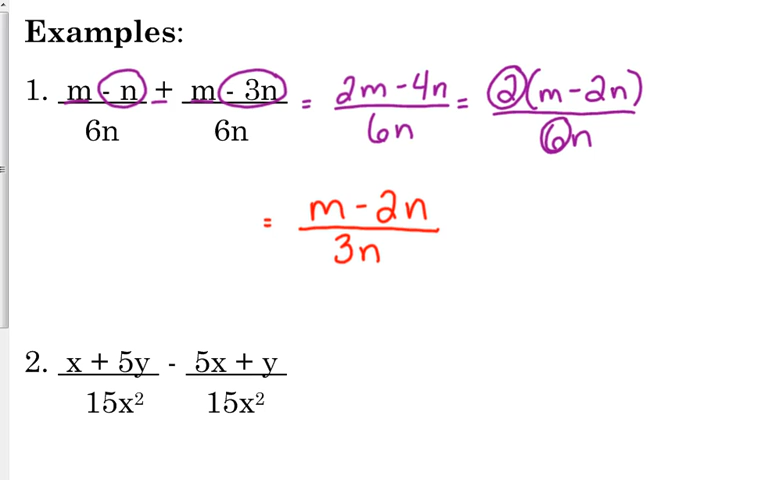 Examples:
1. m - n + m - 3n = 2m - 4n = 2(m - 2n)
6n 6n 6n 6n
= m - 2n
3n
2. x + 5y - 5x + y
15x² 15x²